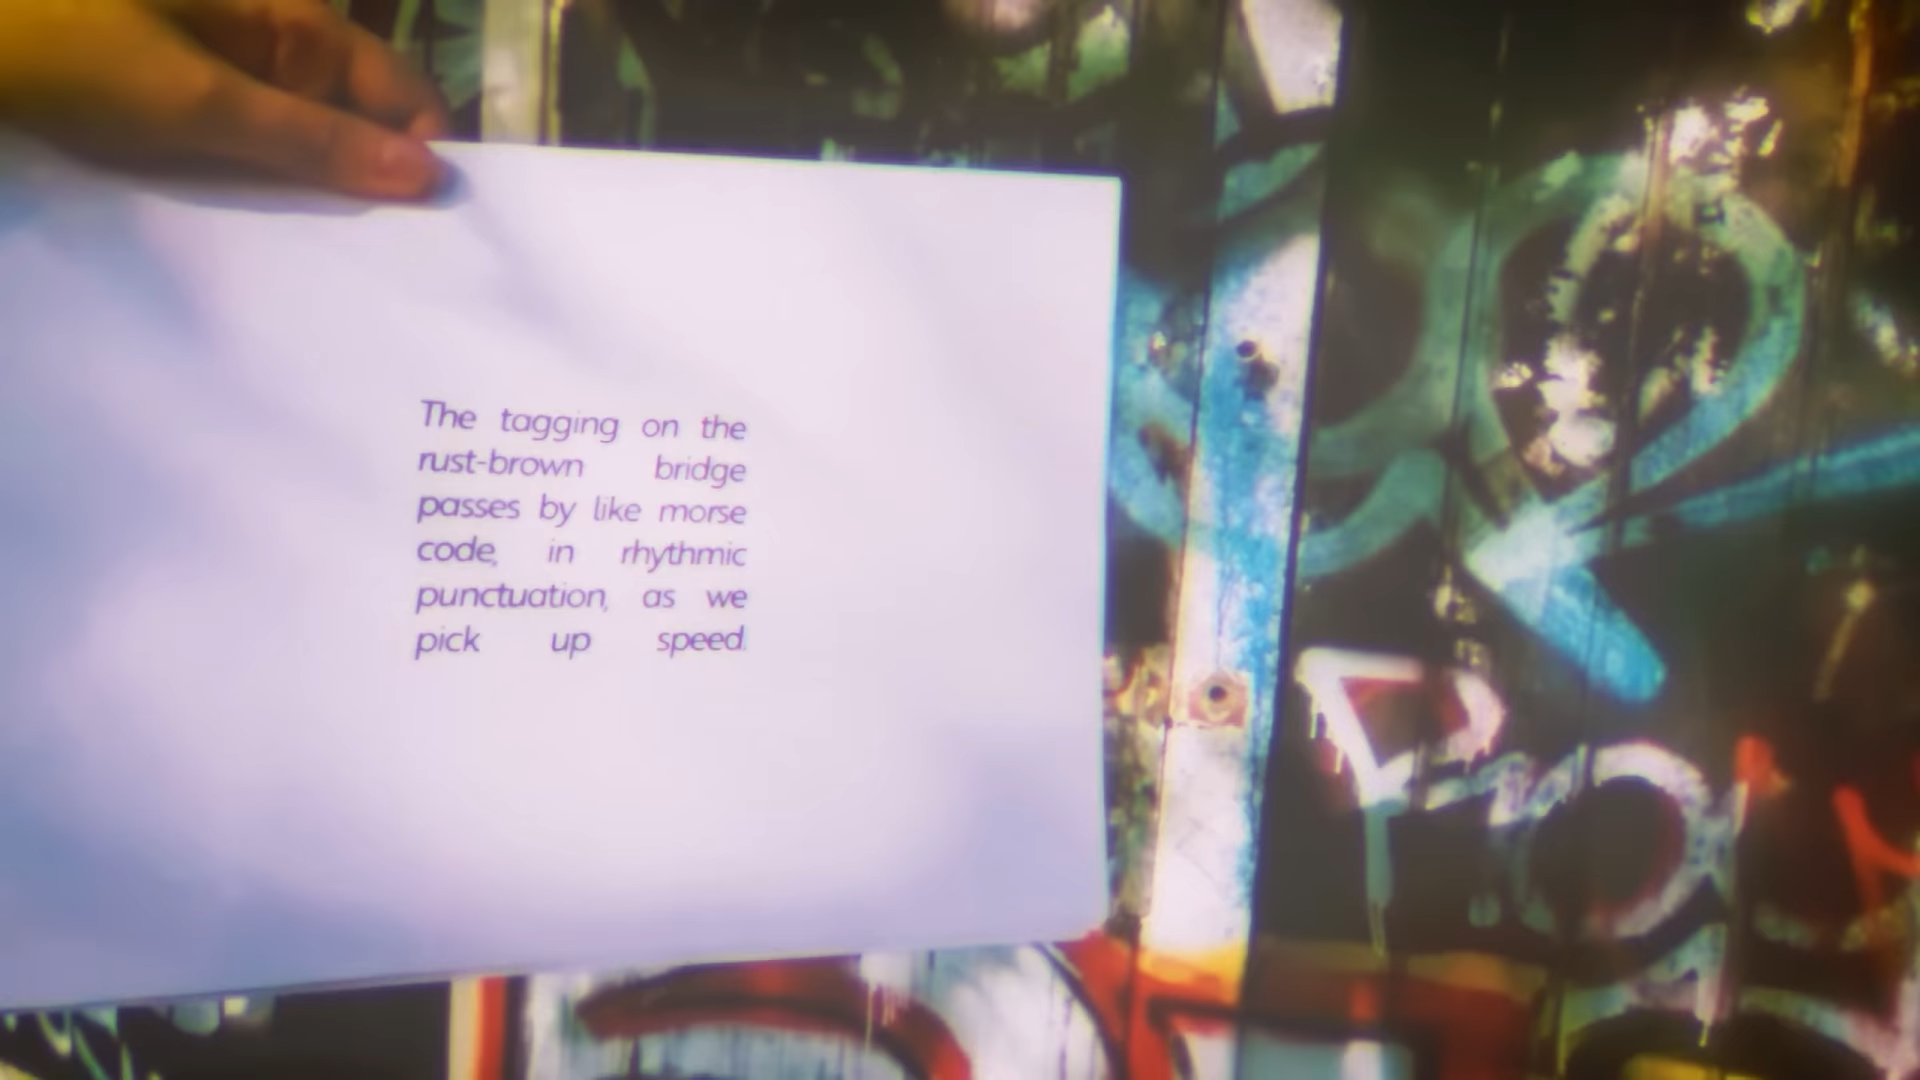 The tagging on the
rust-brown bridge
passes by like morse
code, in rhythmic
punctuation, as we
pick up speed.